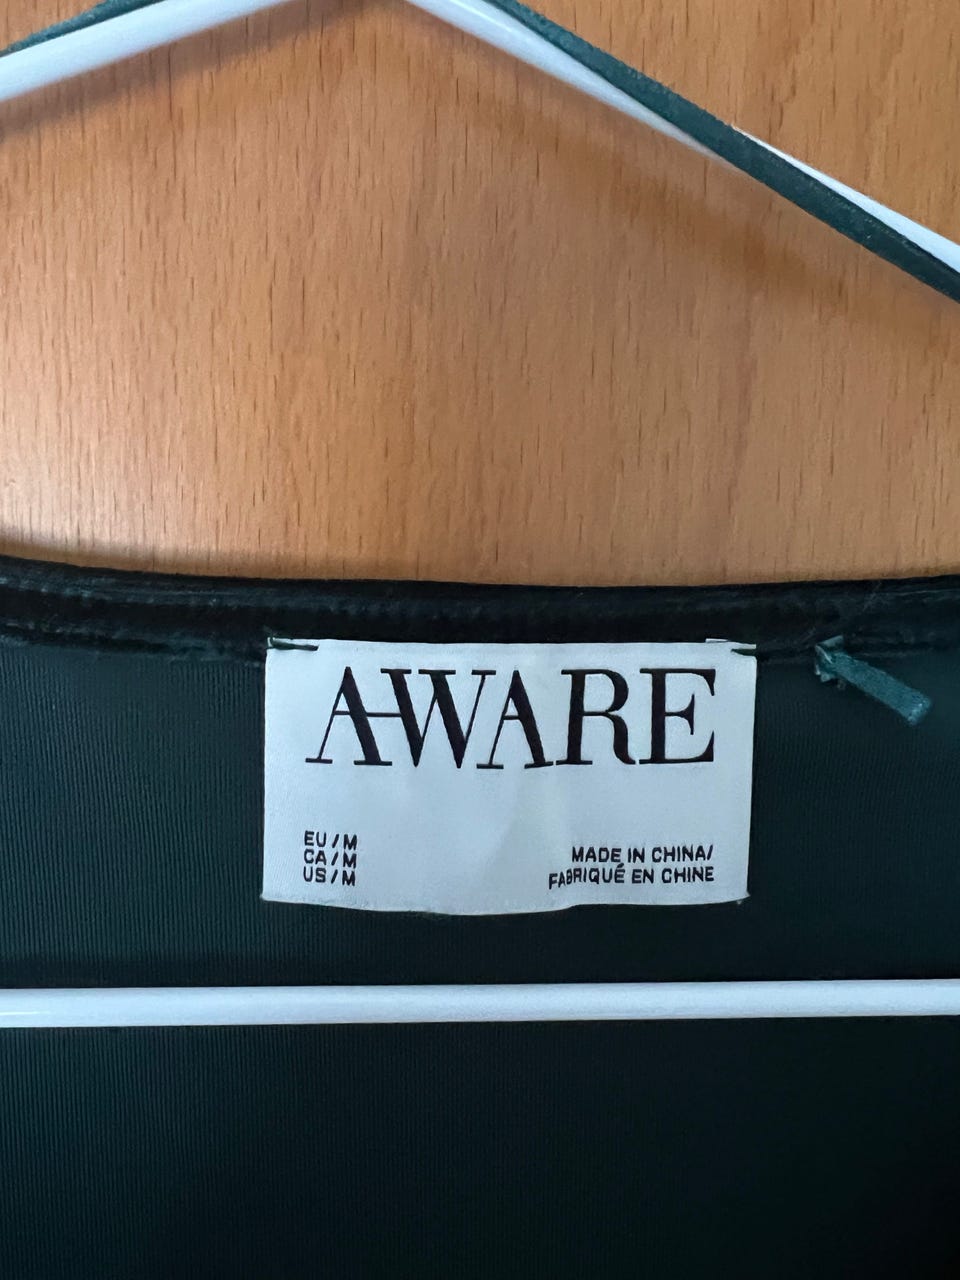 AWARE
EU/M
CA/M
US/M
MADE IN CHINA/
FABRIQUÉ EN CHINE